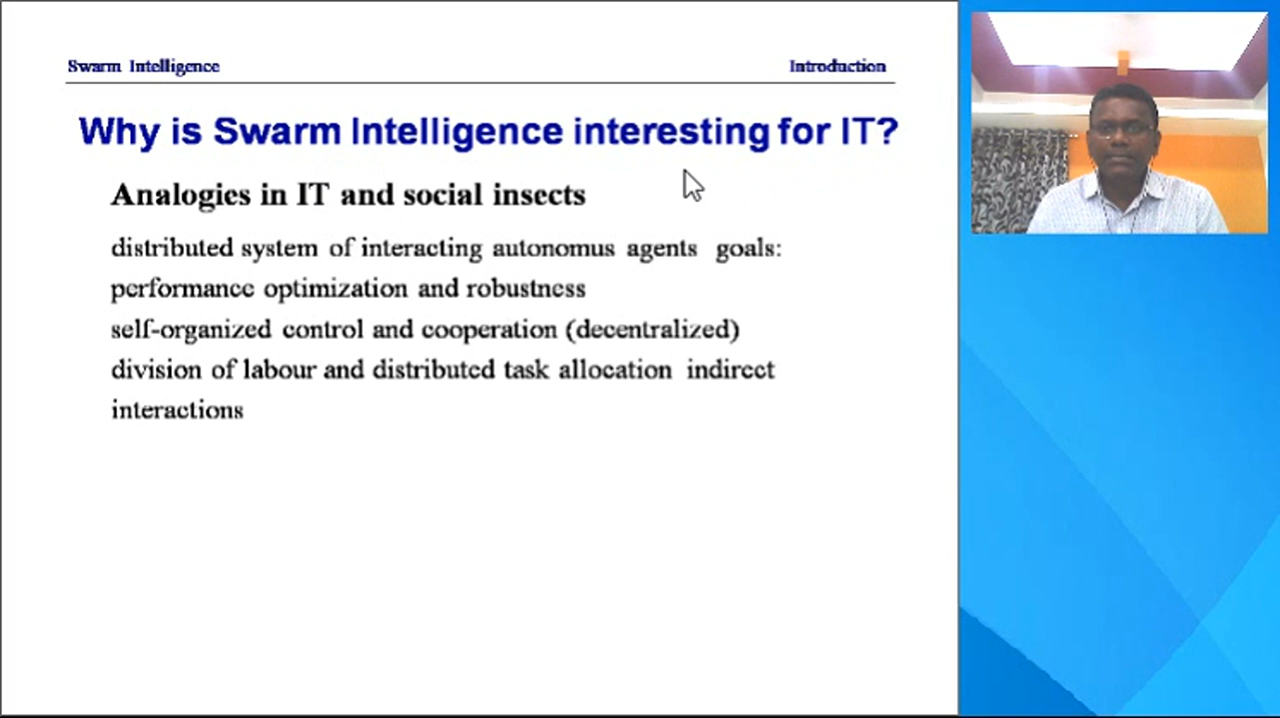 Swarm Intelligence
Introduction
Why is Swarm Intelligence interesting for IT?
Analogies in IT and social insects
distributed system of interacting autonomus agents goals:
performance optimization and robustness
self-organized control and cooperation (decentralized)
division of labour and distributed task allocation indirect
interactions